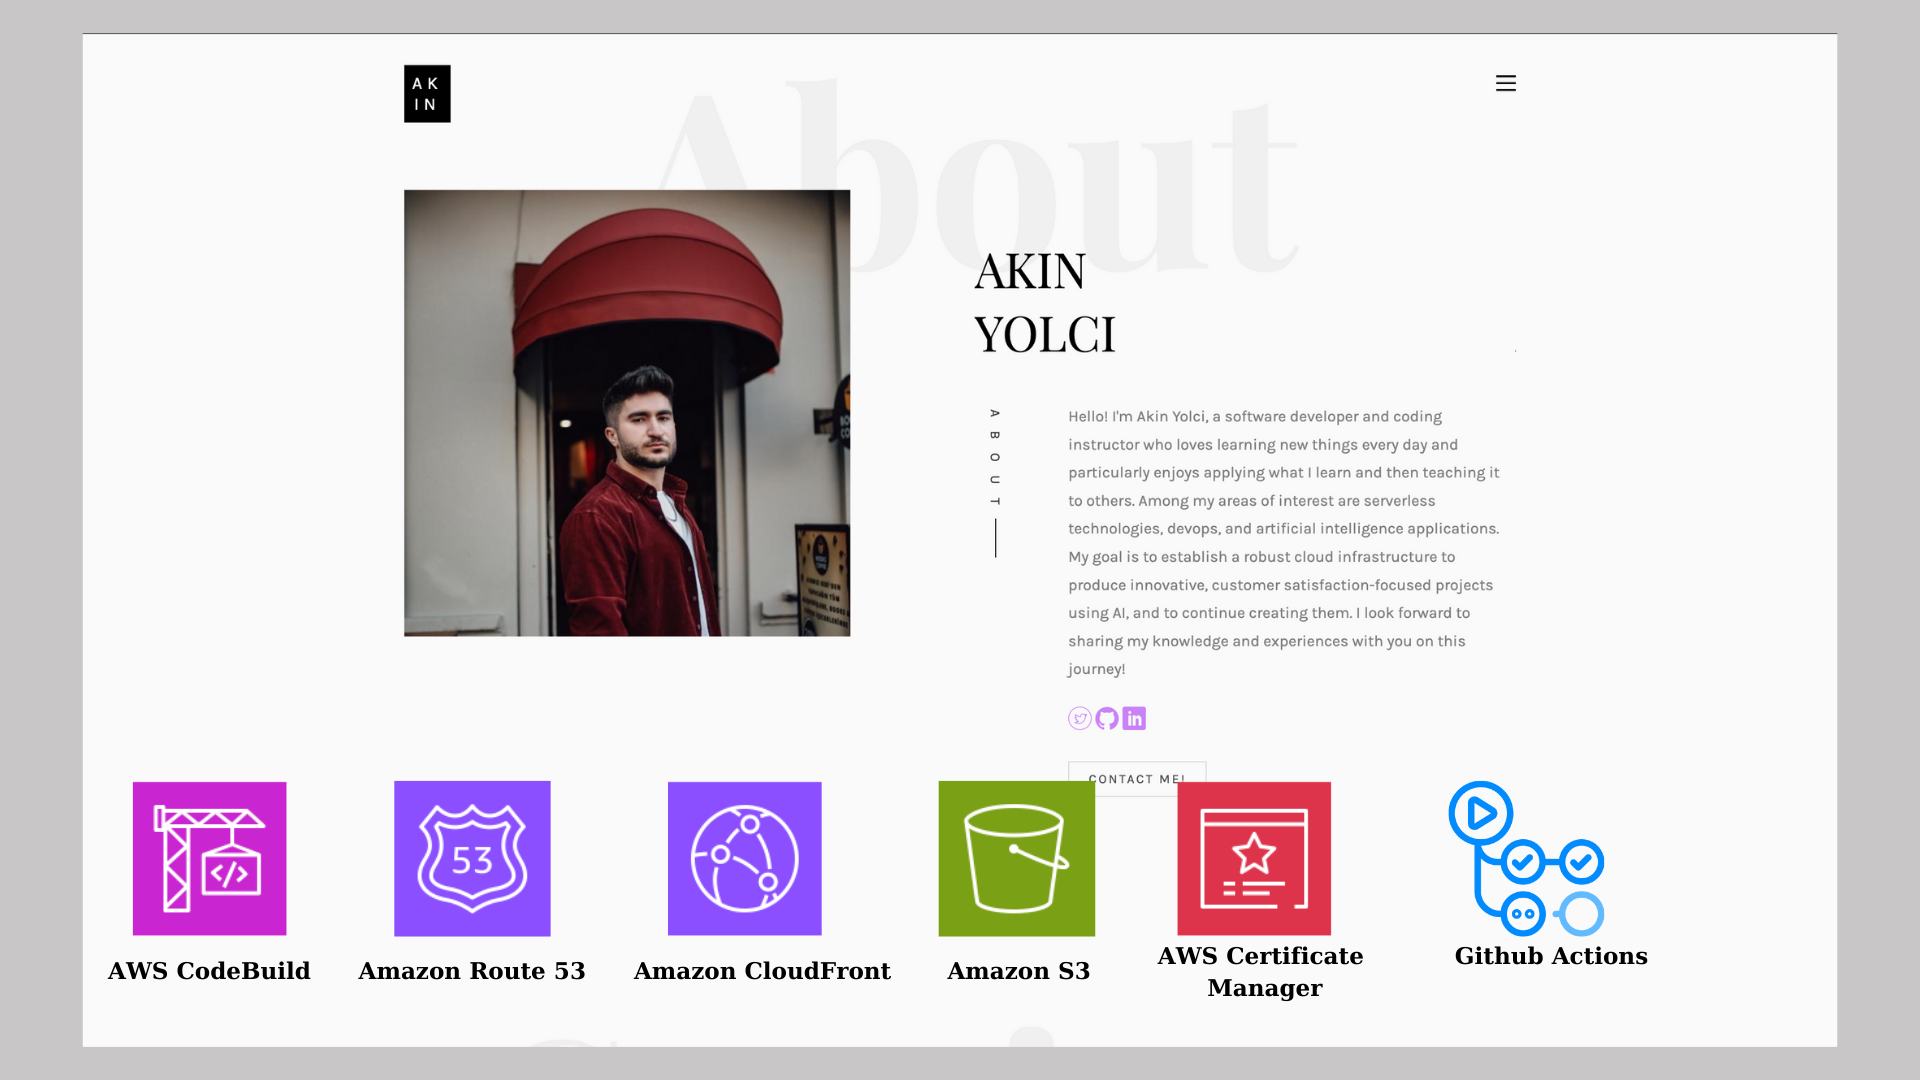 AK
IN
About
AKIN
YOLCI
ABOUT
Hello! I'm Akin Yolci, a software developer and coding
instructor who loves learning new things every day and
particularly enjoys applying what I learn and then teaching it
to others. Among my areas of interest are serverless
technologies, devops, and artificial intelligence applications.
My goal is to establish a robust cloud infrastructure to
produce innovative, customer satisfaction-focused projects
using AI, and to continue creating them. I look forward to
sharing my knowledge and experiences with you on this
journey!
in
CONTACT ME!
</>
53
AWS CodeBuild
Amazon Route 53
Amazon CloudFront
Amazon S3
AWS Certificate
Manager
Github Actions